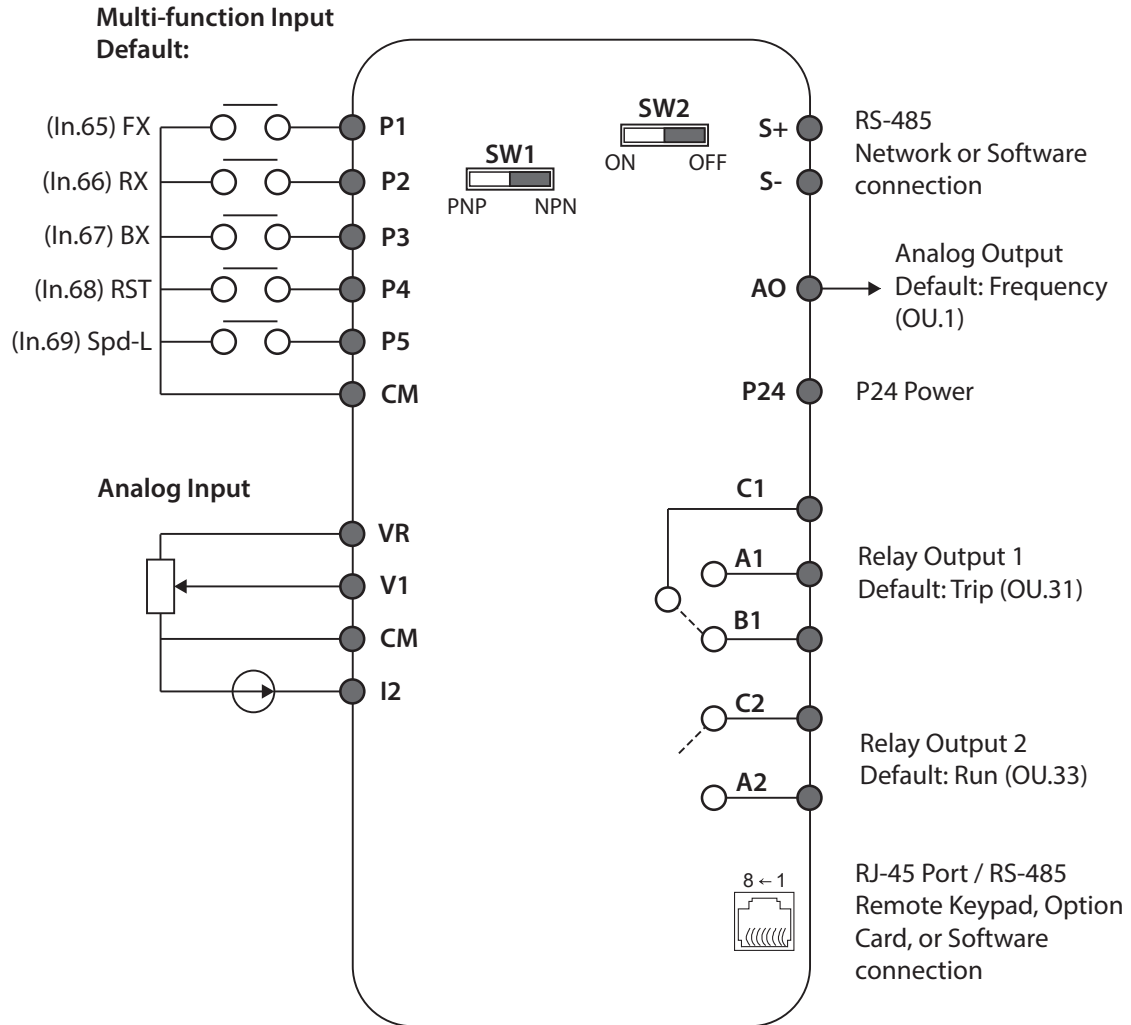 Multi-function Input
Default:
(In.65) FX
P1
(In.66) RX
P2
(In.67) BX
P3
(In.68) RST
P4
(In.69) Spd-L
P5
CM
SW1
PNP NPN
SW2
ON OFF
S+
S-
RS-485
Network or Software
connection
AO
Analog Output
Default: Frequency
(OU.1)
P24
P24 Power
Analog Input
VR
V1
CM
I2
C1
A1
B1
Relay Output 1
Default: Trip (OU.31)
C2
A2
Relay Output 2
Default: Run (OU.33)
8 ← 1
RJ-45 Port / RS-485
Remote Keypad, Option
Card, or Software
connection